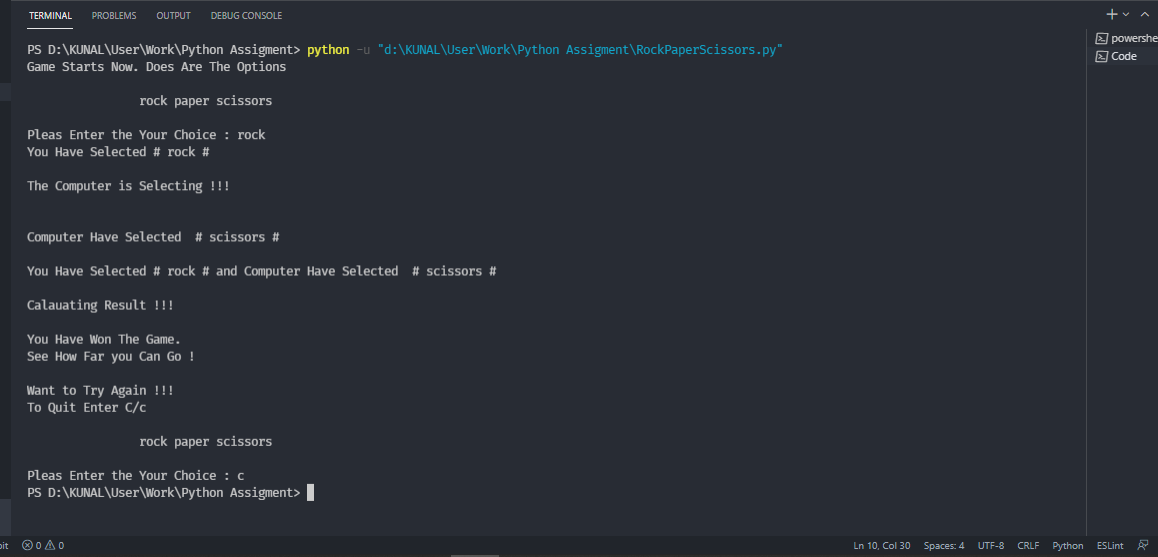 TERMINAL PROBLEMS OUTPUT DEBUG CONSOLE
PS D:\KUNAL\User\Work\Python Assigment> python -u "d:\KUNAL\User\Work\Python Assigment\RockPaperScissors.py"
Game Starts Now. Does Are The Options
rock paper scissors
Pleas Enter the Your Choice : rock
You Have Selected # rock #
The Computer is Selecting !!!
Computer Have Selected  # scissors #
You Have Selected # rock # and Computer Have Selected  # scissors #
Calauating Result !!!
You Have Won The Game.
See How Far you Can Go !
Want to Try Again !!!
To Quit Enter C/c
rock paper scissors
Pleas Enter the Your Choice : c
PS D:\KUNAL\User\Work\Python Assigment>
powershe
Code
0 0 Ln 10, Col 30 Spaces: 4 UTF-8 CRLF Python ESLint